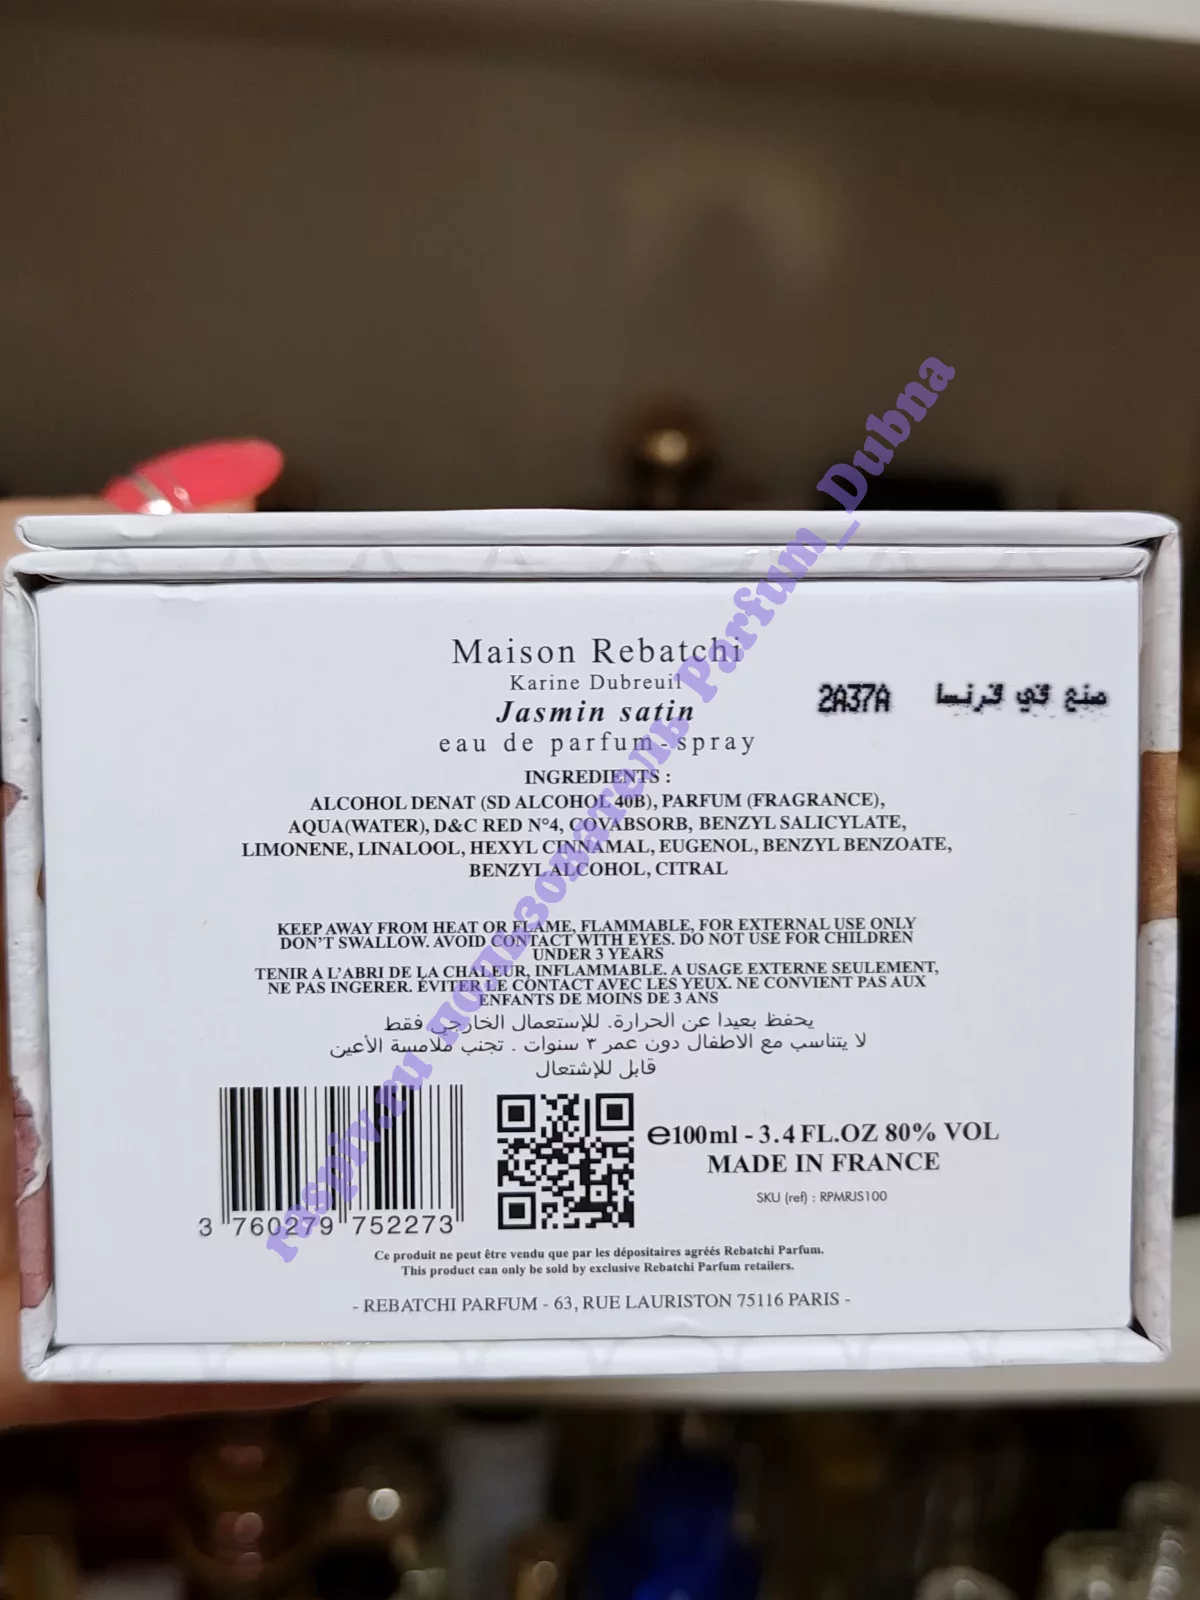 Maison Rebatchi
Karine Dubreuil
Jasmin satin
eau de parfum - spray
2A37A صنع في فرنسا
INGREDIENTS :
ALCOHOL DENAT (SD ALCOHOL 40B), PARFUM (FRAGRANCE),
AQUA(WATER), D&C RED N°4, COVABSORB, BENZYL SALICYLATE,
LIMONENE, LINALOOL, HEXYL CINNAMAL, EUGENOL, BENZYL BENZOATE,
BENZYL ALCOHOL, CITRAL
KEEP AWAY FROM HEAT OR FLAME, FLAMMABLE, FOR EXTERNAL USE ONLY
DON'T SWALLOW. AVOID CONTACT WITH EYES. DO NOT USE FOR CHILDREN
UNDER 3 YEARS
TENIR A L'ABRI DE LA CHALEUR, INFLAMMABLE. A USAGE EXTERNE SEULEMENT,
NE PAS INGERER. ÉVITER LE CONTACT AVEC LES YEUX. NE CONVIENT PAS AUX
ENFANTS DE MOINS DE 3 ANS
يحفظ بعيدا عن الحرارة. للإستعمال الخارجي فقط
لا يتناسب مع الاطفال دون عمر ٣ سنوات . تجنب ملامسة الأعين
قابل للإشتعال
3 760279 752273
℮100ml - 3.4 FL.OZ 80% VOL
MADE IN FRANCE
SKU (ref) : RPMRJS100
Ce produit ne peut être vendu que par les dépositaires agréés Rebatchi Parfum.
This product can only be sold by exclusive Rebatchi Parfum retailers.
- REBATCHI PARFUM - 63, RUE LAURISTON 75116 PARIS -
raspiv.ru пользователь Parfum_Dubna